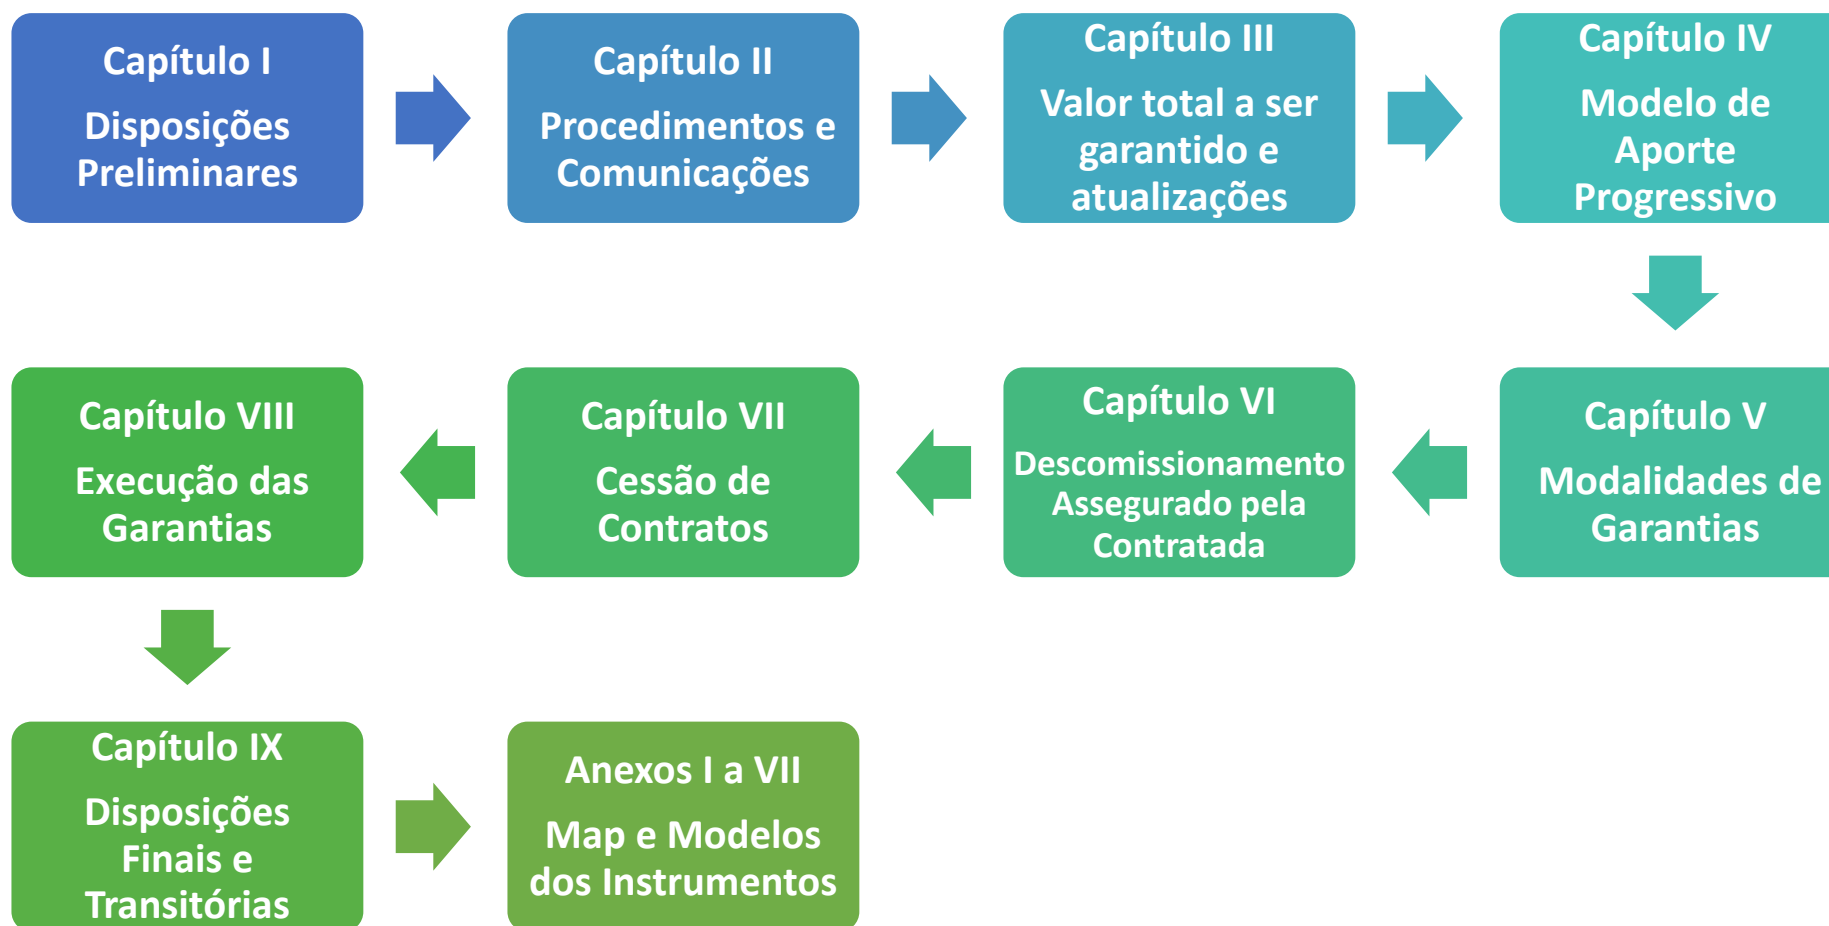 Capítulo I
Disposições
Preliminares
Capítulo II
Procedimentos e
Comunicações
Capítulo III
Valor total a ser
garantido e
atualizações
Capítulo IV
Modelo de
Aporte
Progressivo
Capítulo V
Modalidades de
Garantias
Capítulo VI
Descomissionamento
Assegurado pela
Contratada
Capítulo VII
Cessão de
Contratos
Capítulo VIII
Execução das
Garantias
Capítulo IX
Disposições
Finais e
Transitórias
Anexos I a VII
Map e Modelos
dos Instrumentos